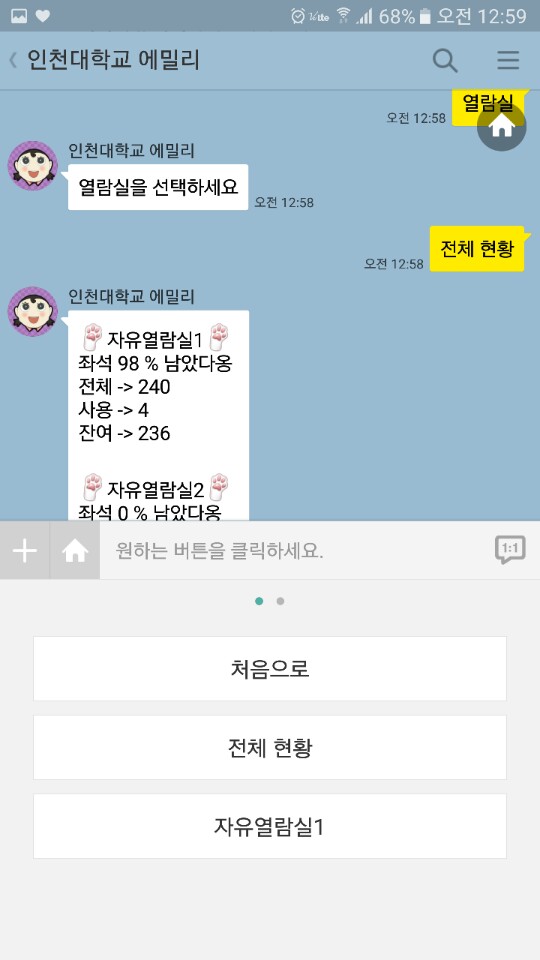 68% 오전 12:59
인천대학교 에밀리
열람실
오전 12:58
인천대학교 에밀리
열람실을 선택하세요
오전 12:58
전체 현황
오전 12:58
인천대학교 에밀리
자유열람실1
좌석 98 % 남았다옹
전체 -> 240
사용 -> 4
잔여 -> 236
자유열람실2
좌석 0 % 남았다옹
원하는 버튼을 클릭하세요.
1:1
처음으로
전체 현황
자유열람실1